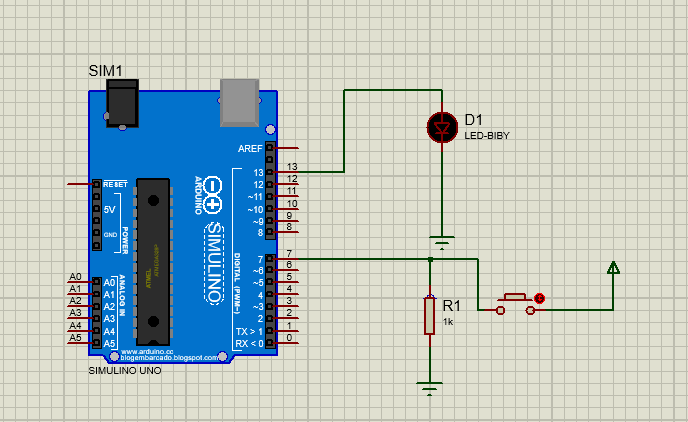 SIM1
RESET
5V
GND
POWER
A0
A1
A2
A3
A4
A5
A0
A1
A2
A3
A4
A5
ANALOG IN
ATMEL
ATMEGA328P
ARDUINO
SIMULINO
AREF
13
12
~11
~10
~9
8
7
~6
~5
4
~3
2
TX > 1
RX < 0
DIGITAL (PWM~)
13
12
11
10
9
8
7
6
5
4
3
2
1
0
www.arduino.cc
blogembarcado.blogspot.com
SIMULINO UNO
D1
LED-BIBY
R1
1k